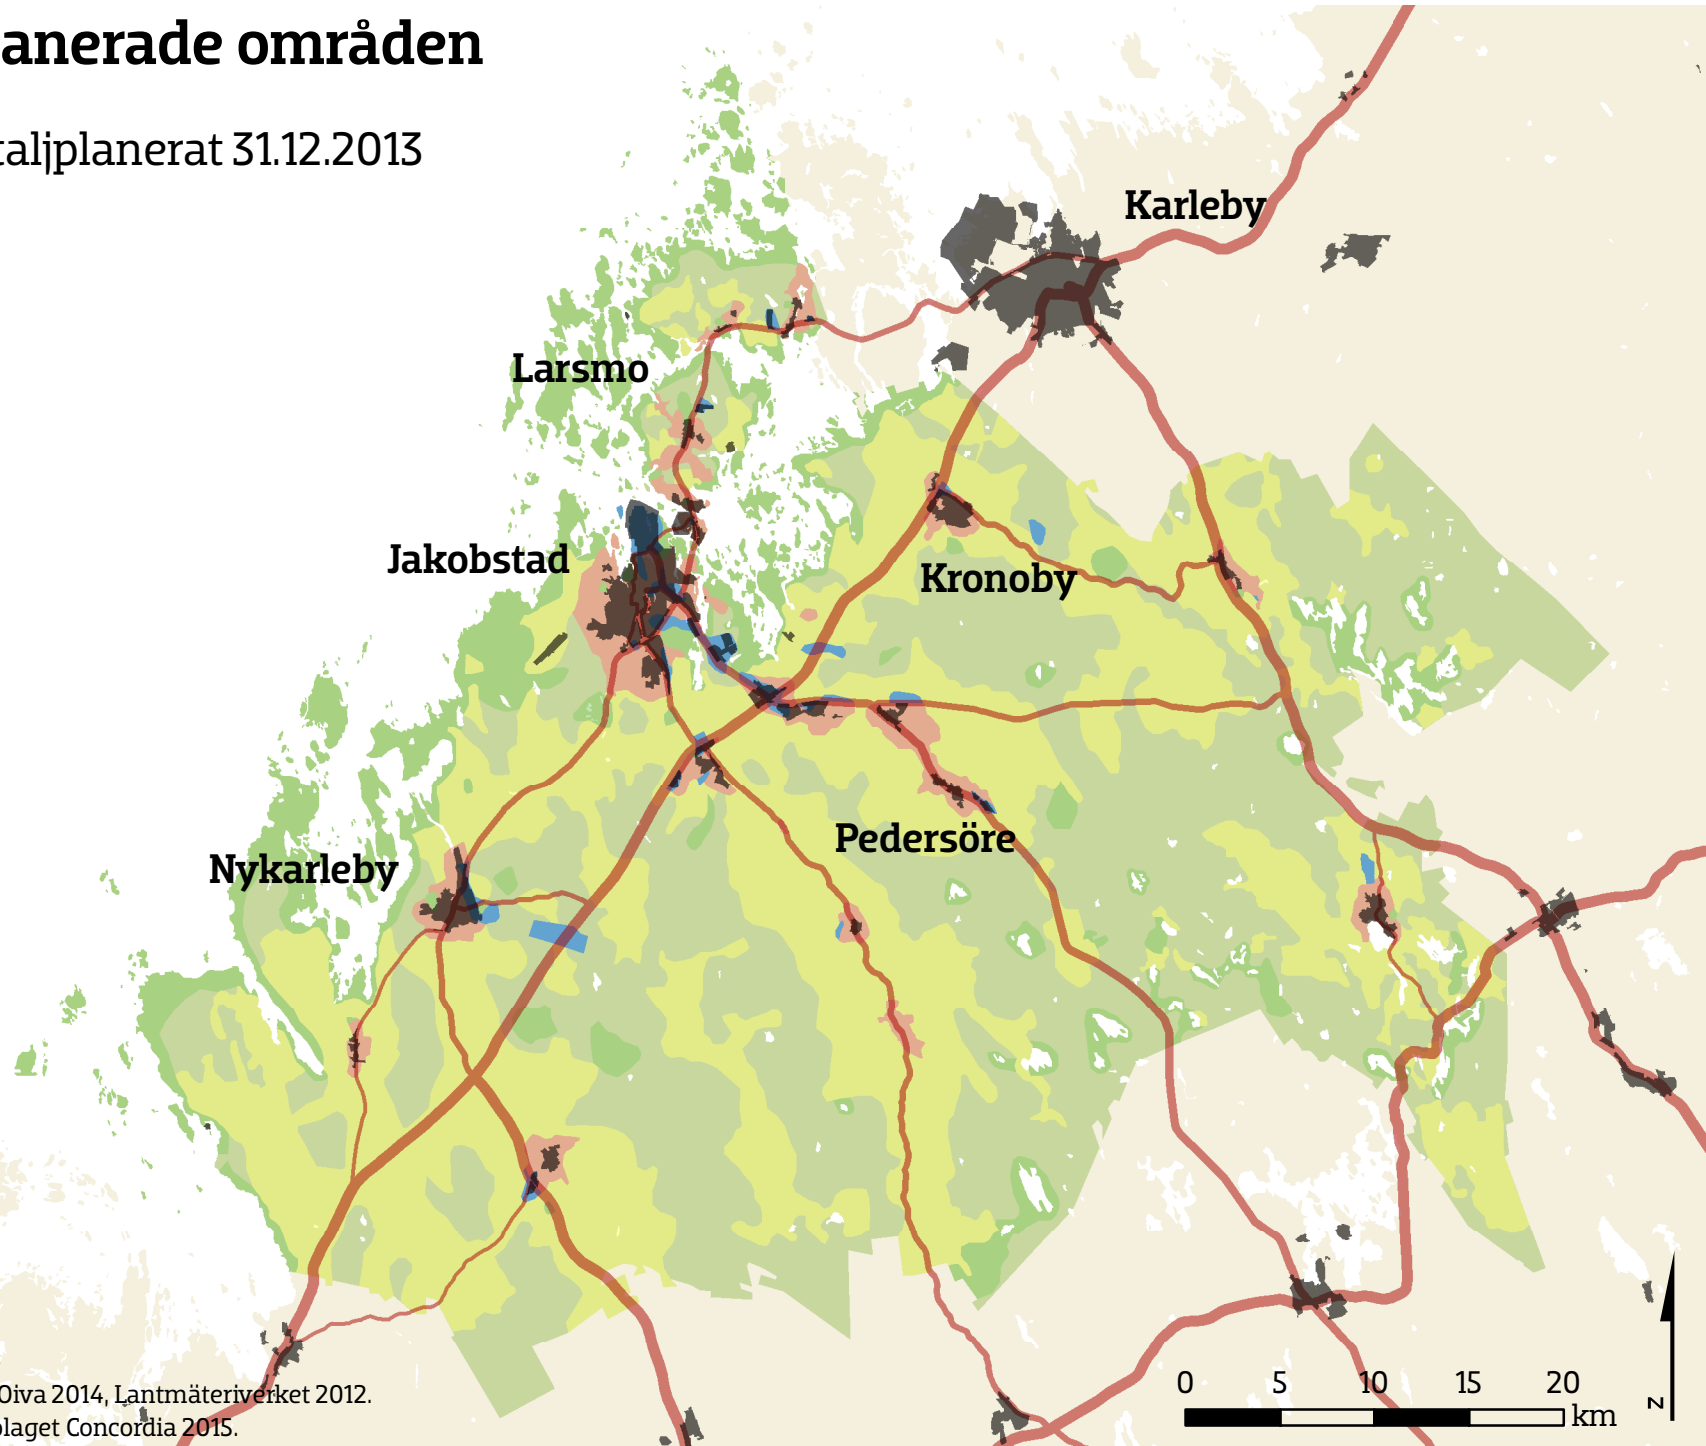 anerade områden
taljplanerat 31.12.2013
Karleby
Larsmo
Jakobstad
Kronoby
Pedersöre
Nykarleby
0 5 10 15 20
km
N
Oiva 2014, Lantmäteriverket 2012.
olaget Concordia 2015.